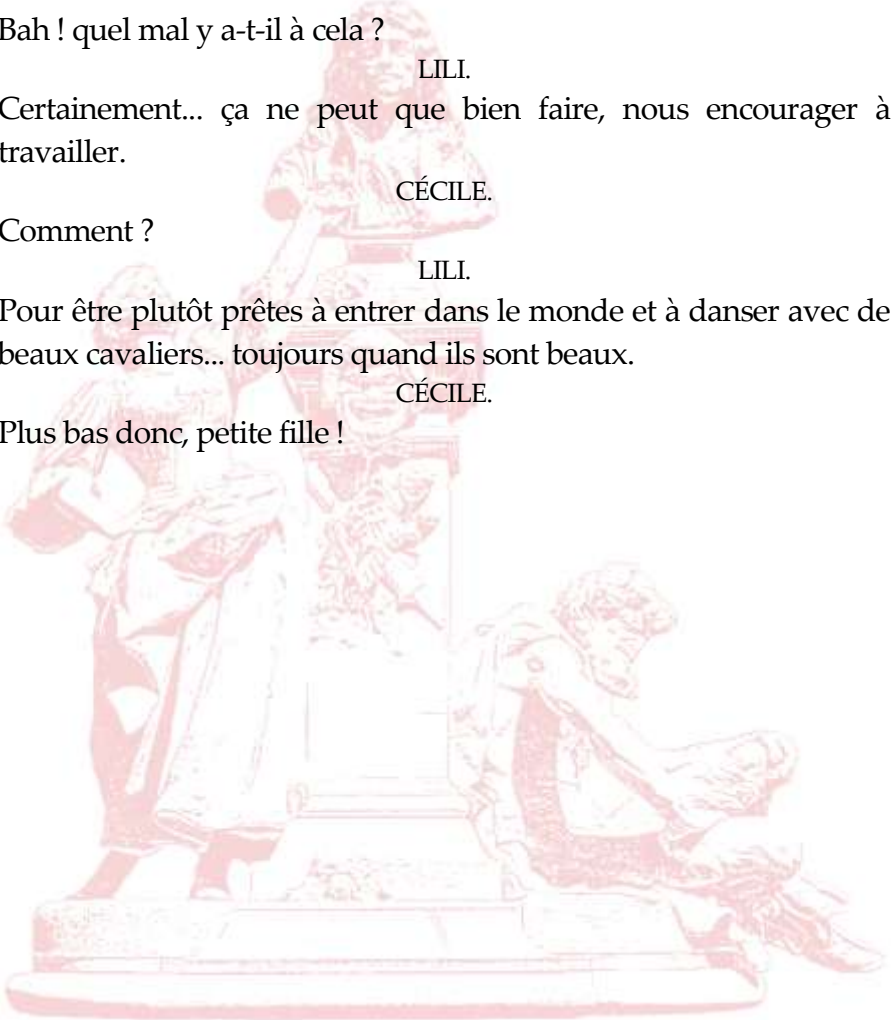 Bah ! quel mal y a-t-il à cela ?
LILI.
Certainement... ça ne peut que bien faire, nous encourager à
travailler.
CÉCILE.
Comment ?
LILI.
Pour être plutôt prêtes à entrer dans le monde et à danser avec de
beaux cavaliers... toujours quand ils sont beaux.
CÉCILE.
Plus bas donc, petite fille !